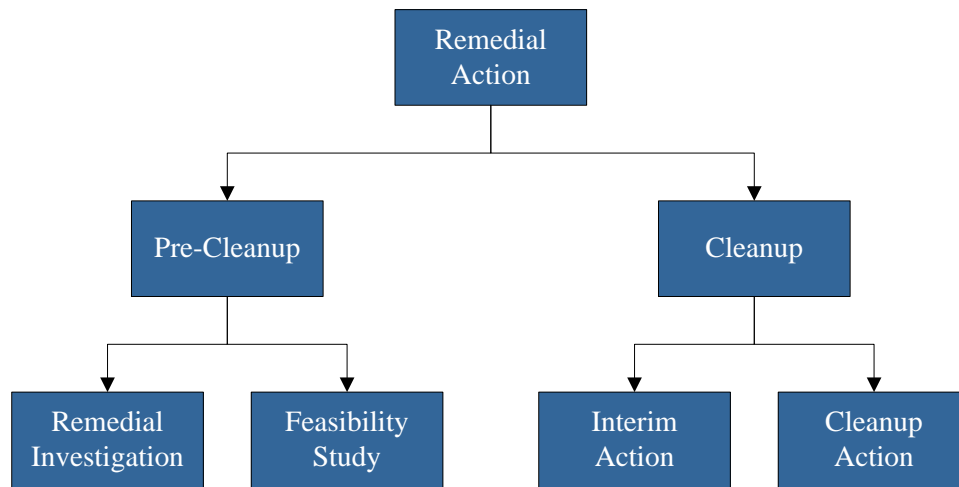 Remedial
Action
Pre-Cleanup
Cleanup
Remedial
Investigation
Feasibility
Study
Interim
Action
Cleanup
Action